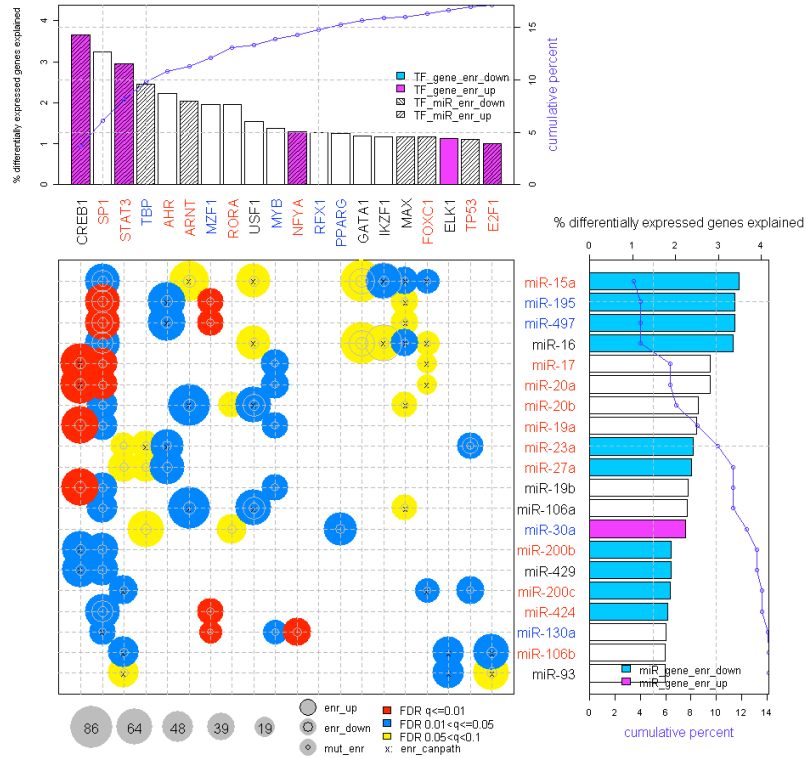 % differentially expressed genes explained
4
3
2
1
0
15
10
5
0
cumulative percent
TF_gene_enr_down
TF_gene_enr_up
TF_miR_enr_down
TF_miR_enr_up
CREB1
SP1
STAT3
TBP
AHR
ARNT
MZF1
RORA
USF1
MYB
NFYA
RFX1
PPARG
GATA1
IKZF1
MAX
FOXC1
ELK1
TP53
E2F1
% differentially expressed genes explained
0 1 2 3 4
miR-15a
miR-195
miR-497
miR-16
miR-17
miR-20a
miR-20b
miR-19a
miR-23a
miR-27a
miR-19b
miR-106a
miR-30a
miR-200b
miR-429
miR-200c
miR-424
miR-130a
miR-106b
miR-93
miR_gene_enr_down
miR_gene_enr_up
0 2 4 6 8 10 12 14
cumulative percent
86 64 48 39 19
enr_up
enr_down
mut_enr
FDR q<=0.01
FDR 0.01<q<=0.05
FDR 0.05<q<0.1
x: enr_canpath